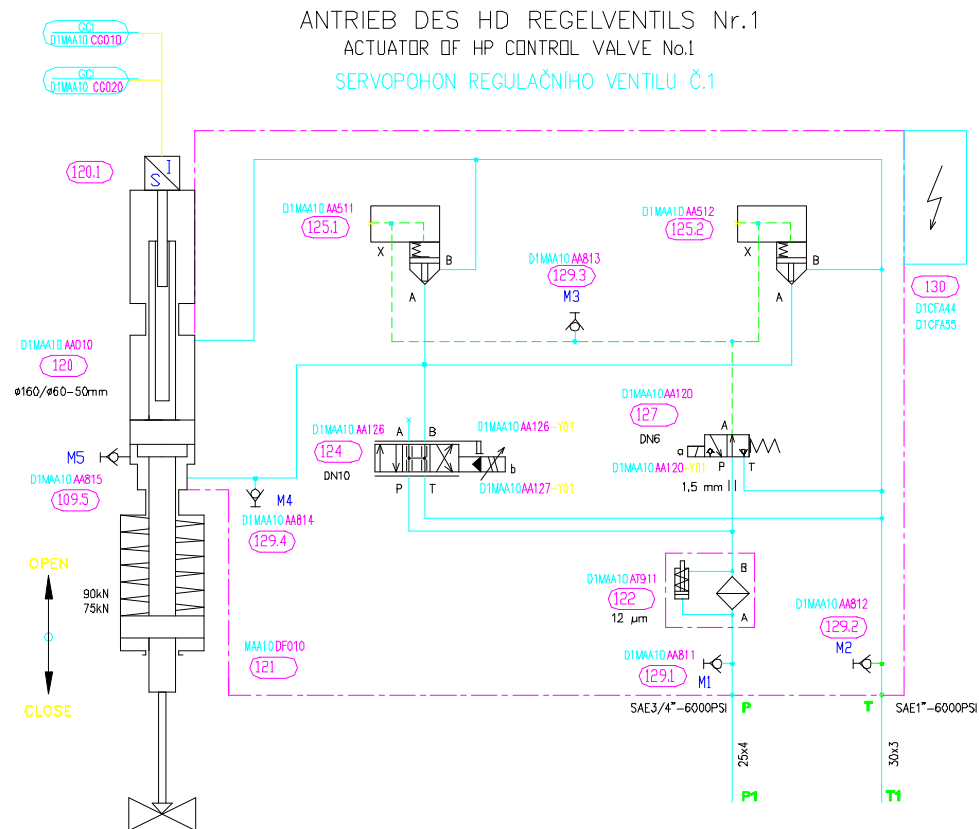 ANTRIEB DES HD REGELVENTILS Nr.1
ACTUATOR OF HP CONTROL VALVE No.1
SERVOPOHON REGULAČNÍHO VENTILU Č.1
GCI
D1MAA10 CG010
GCI
D1MAA10 CG020
120.1
I
S
D1MAA10 AA511
125.1
X
B
A
D1MAA10 AA512
125.2
X
B
A
D1MAA10 AA813
129.3
M3
130
D1CFA44
D1CFA55
D1MAA10 AA010
120
ø160/ø60-50mm
M5
D1MAA10 AA815
109.5
M4
D1MAA10 AA814
129.4
D1MAA10 AA126
124
DN10
A B
P T
D1MAA10 AA126-Y01
b
D1MAA10 AA127-Y01
D1MAA10 AA120
127
DN6
A
a
P T
D1MAA10 AA120-Y01
1,5 mm
OPEN
90kN
75kN
CLOSE
D1MAA10 AT911
122
12 µm
B
A
MAA10 DF010
121
D1MAA10 AA811
129.1
M1
D1MAA10 AA812
129.2
M2
SAE3/4"-6000PSI
P
T
SAE1"-6000PSI
25x4
30x3
P1
T1